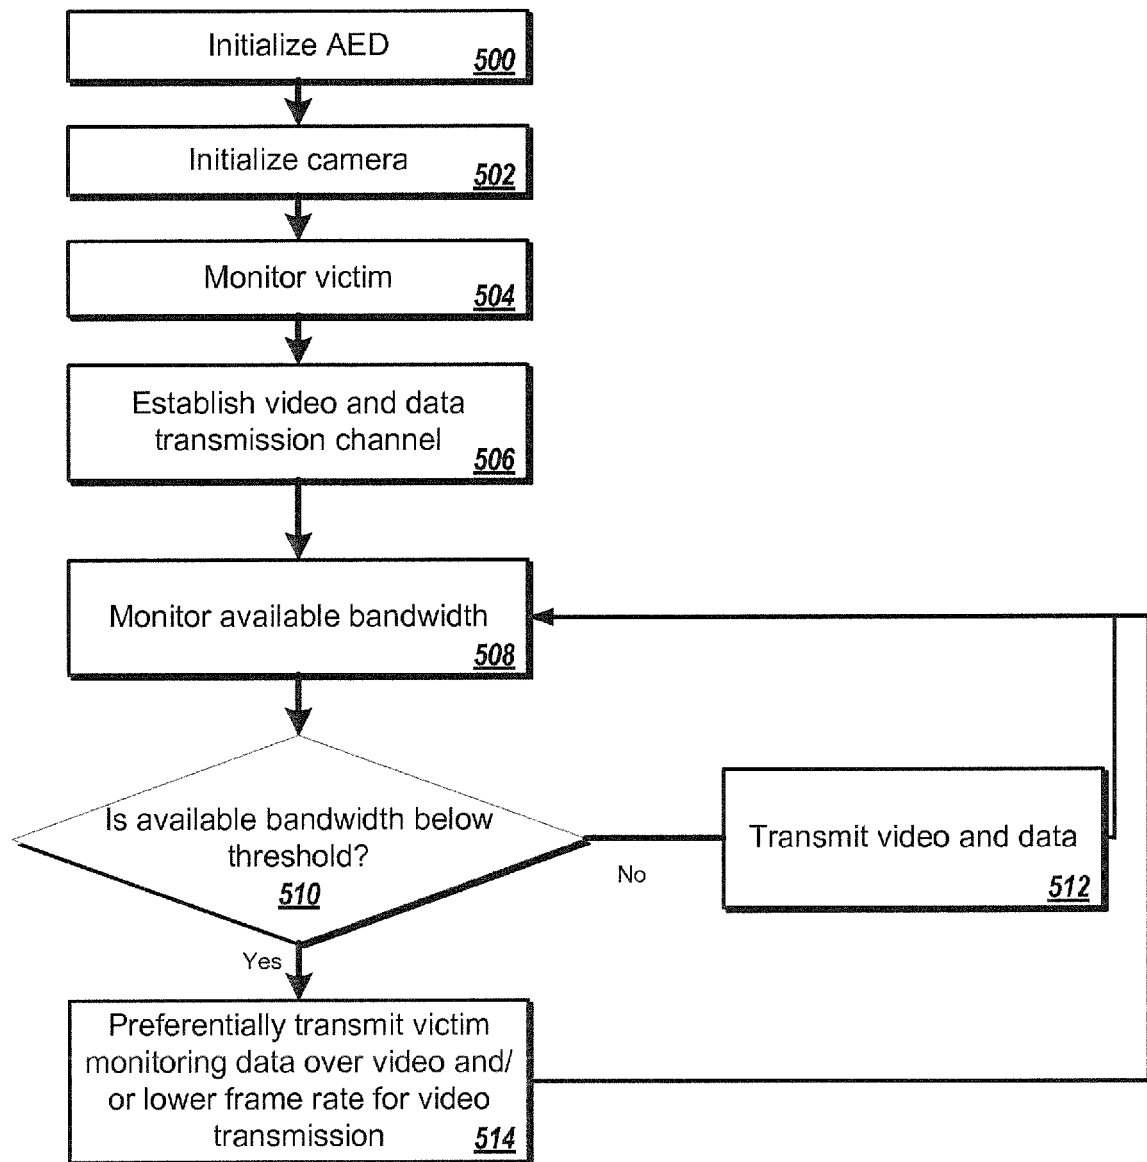 Initialize AED
500
Initialize camera
502
Monitor victim
504
Establish video and data
transmission channel
506
Monitor available bandwidth
508
Is available bandwidth below
threshold?
510
No
Transmit video and data
512
Yes
Preferentially transmit victim
monitoring data over video and/
or lower frame rate for video
transmission
514